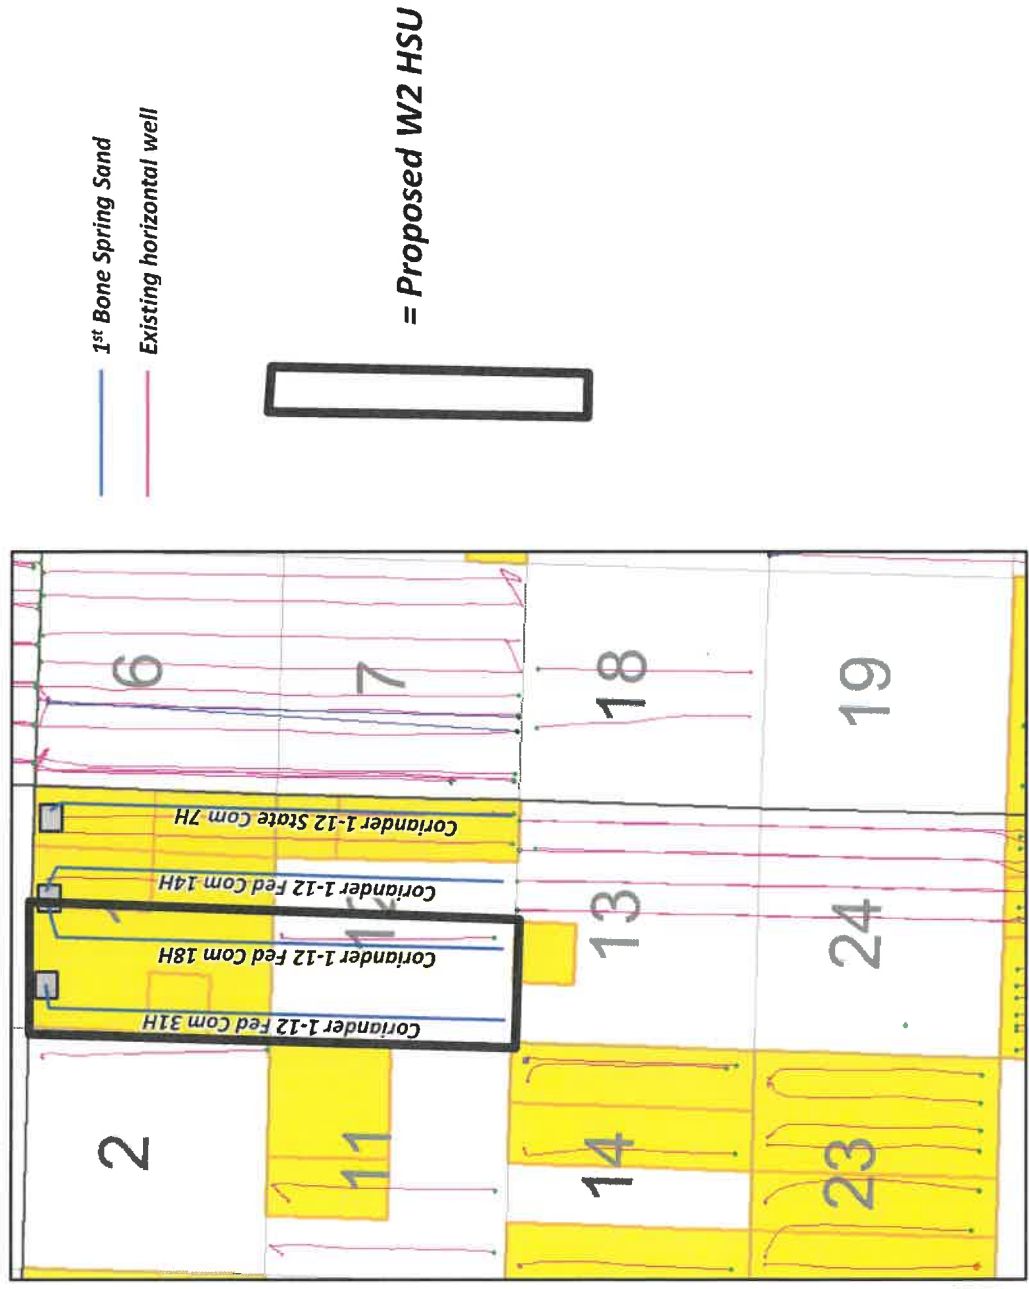 1st Bone Spring Sand
Existing horizontal well
= Proposed W2 HSU
6
7
18
19
Coriander 1-12 State Com 7H
Coriander 1-12 Fed Com 14H
Coriander 1-12 Fed Com 18H
Coriander 1-12 Fed Com 31H
12
13
24
2
11
14
23